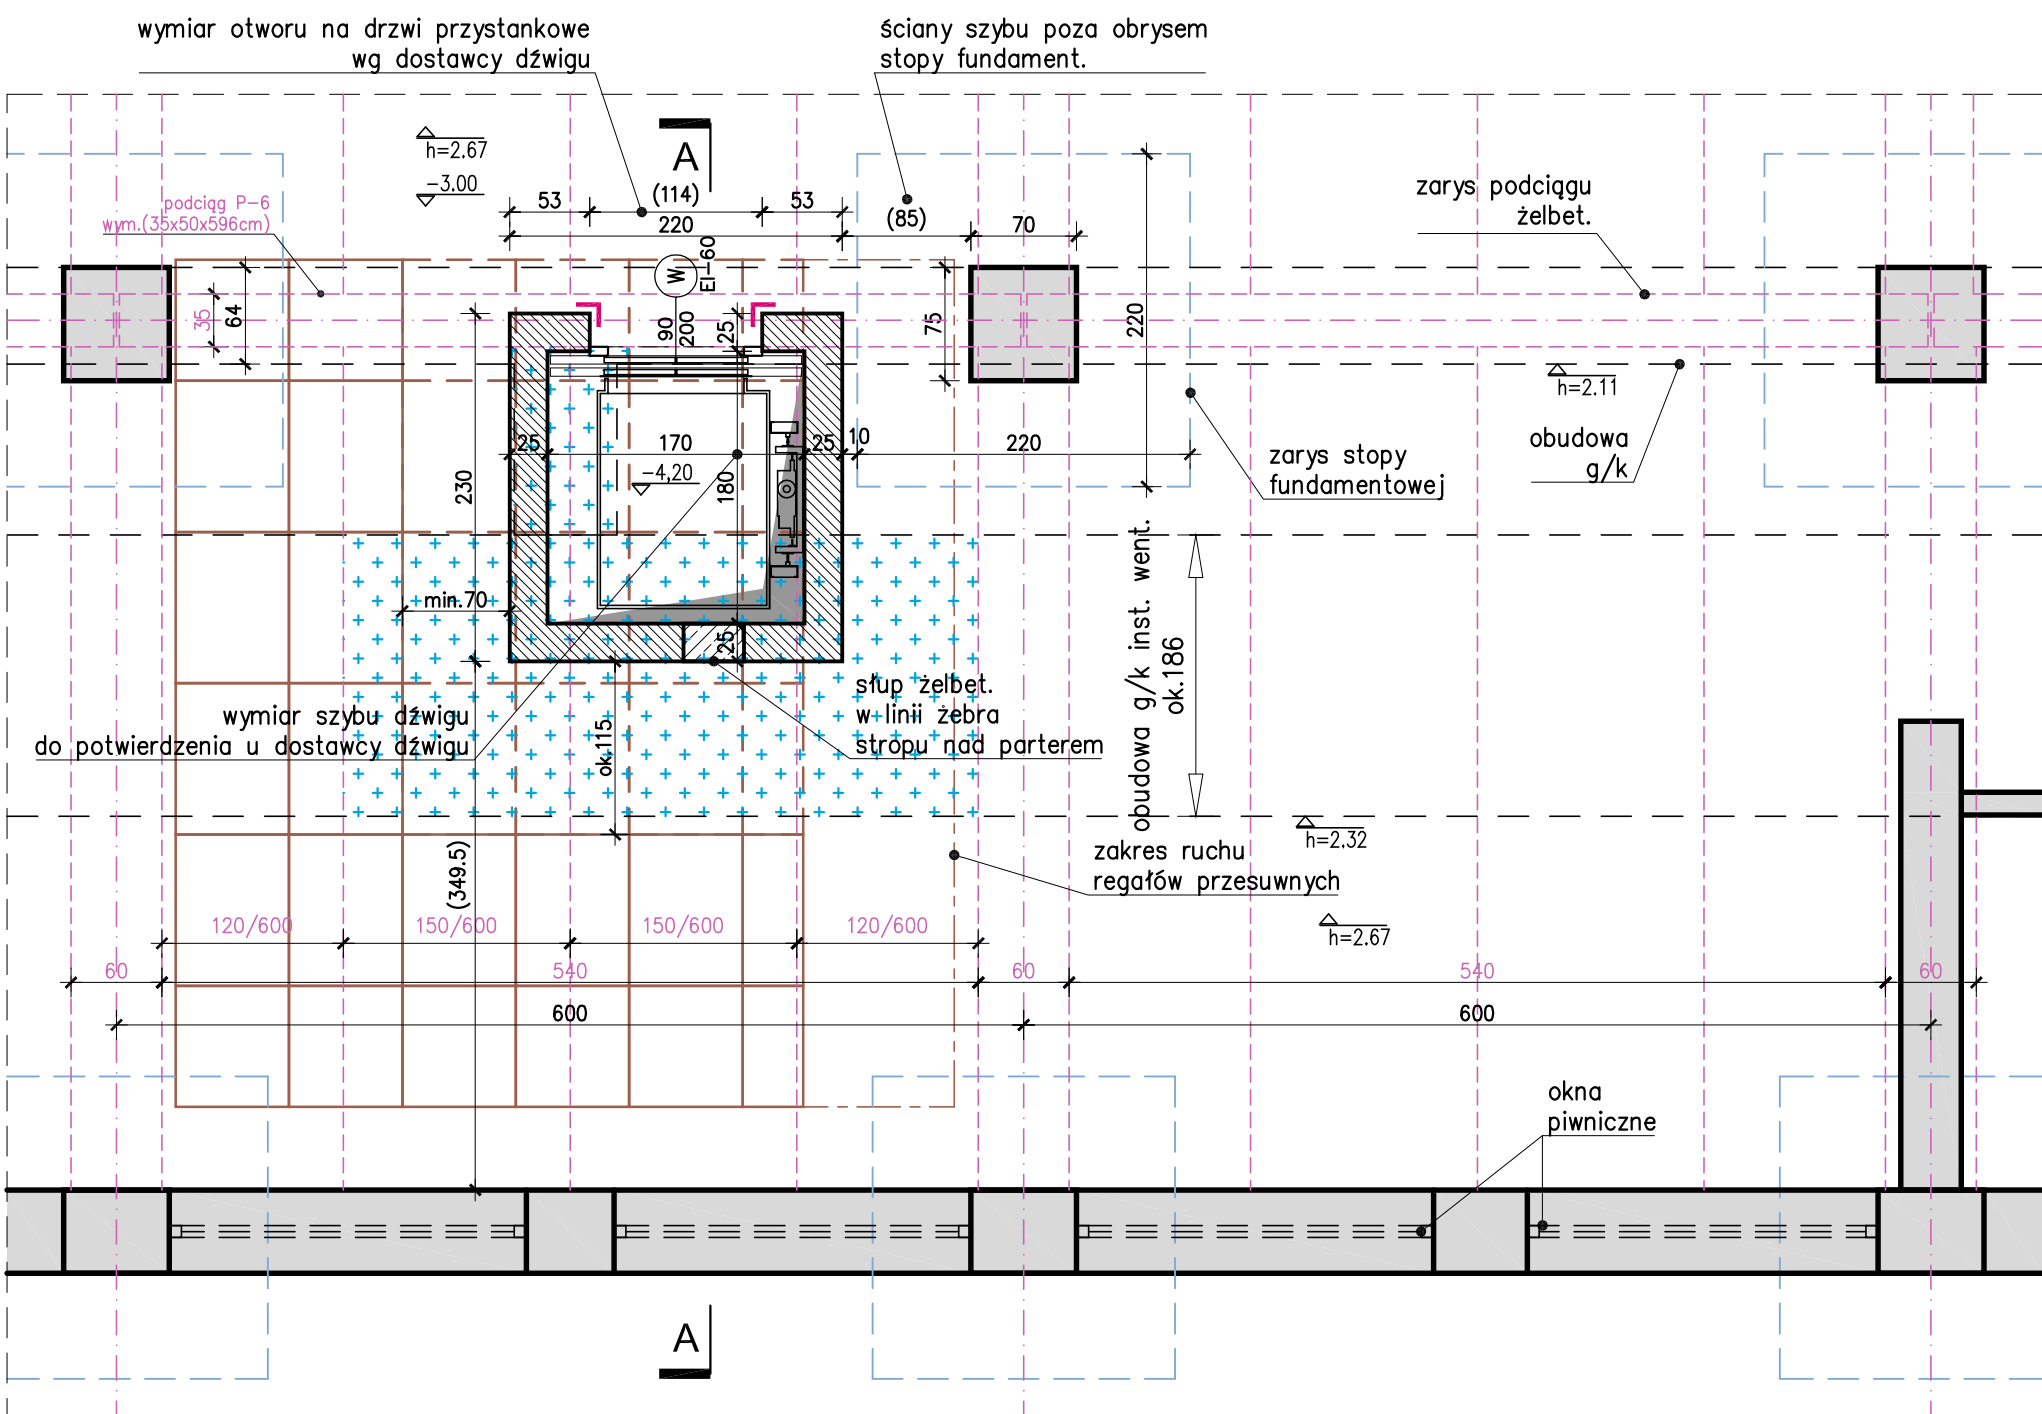 wymiar otworu na drzwi przystankowe
wg dostawcy dźwigu
ściany szybu poza obrysem
stopy fundament.
A
h=2.67
-3.00
podciąg P-6
wym.(35x50x596cm)
53
(114)
53
220
(85)
70
zarys podciągu
żelbet.
W
EI-60
35
64
90
200
25
75
220
h=2.11
obudowa
g/k
25
170
25
10
220
-4,20
180
230
zarys stopy
fundamentowej
min.70
25
obudowa g/k inst. went.
ok.186
słup żelbet.
w linii żebra
stropu nad parterem
wymiar szybu dźwigu
do potwierdzenia u dostawcy dźwigu
ok.115
h=2.32
zakres ruchu
regałów przesuwnych
(349.5)
120/600
150/600
150/600
120/600
h=2.67
60
540
60
540
60
600
600
okna
piwniczne
A